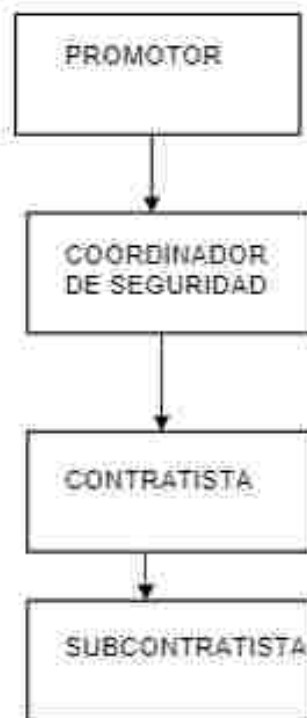 PROMOTOR
COORDINADOR
DE SEGURIDAD
CONTRATISTA
SUBCONTRATISTA